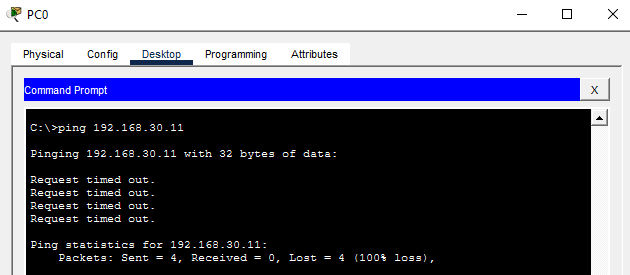 PC0
Physical Config Desktop Programming Attributes
Command Prompt X
C:\>ping 192.168.30.11
Pinging 192.168.30.11 with 32 bytes of data:
Request timed out.
Request timed out.
Request timed out.
Request timed out.
Ping statistics for 192.168.30.11:
    Packets: Sent = 4, Received = 0, Lost = 4 (100% loss),